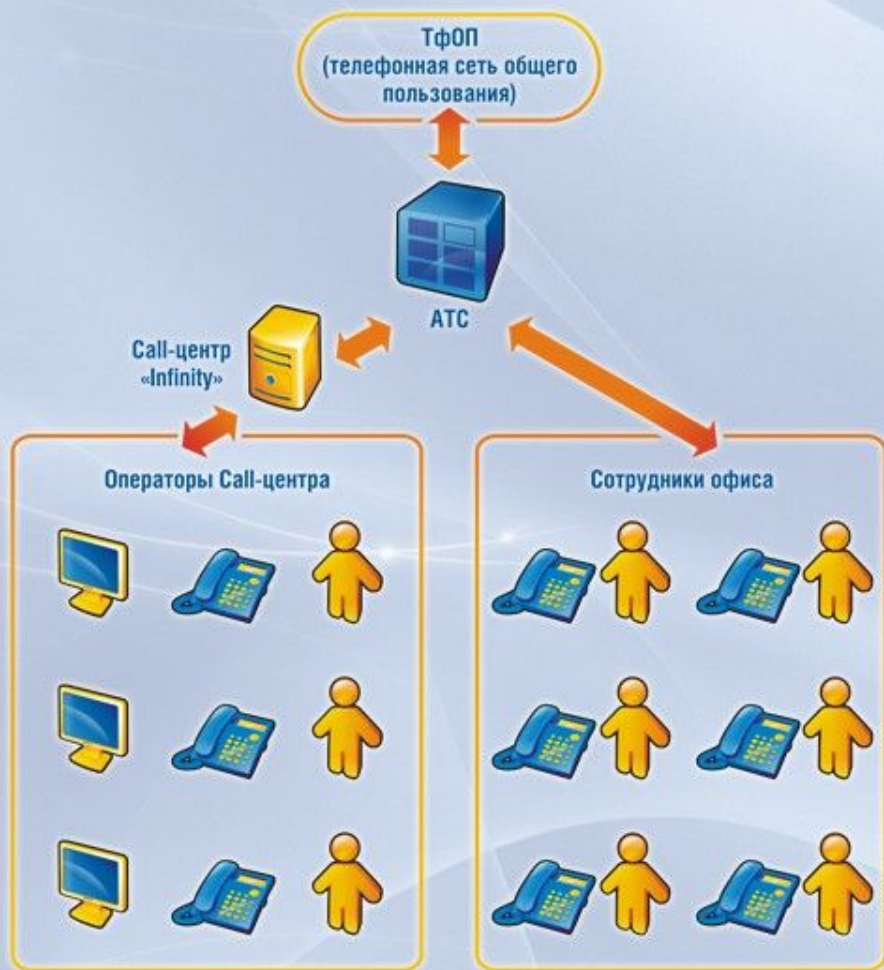 ТфОП
(телефонная сеть общего
пользования)
АТС
Call-центр
«Infinity»
Операторы Call-центра
Сотрудники офиса